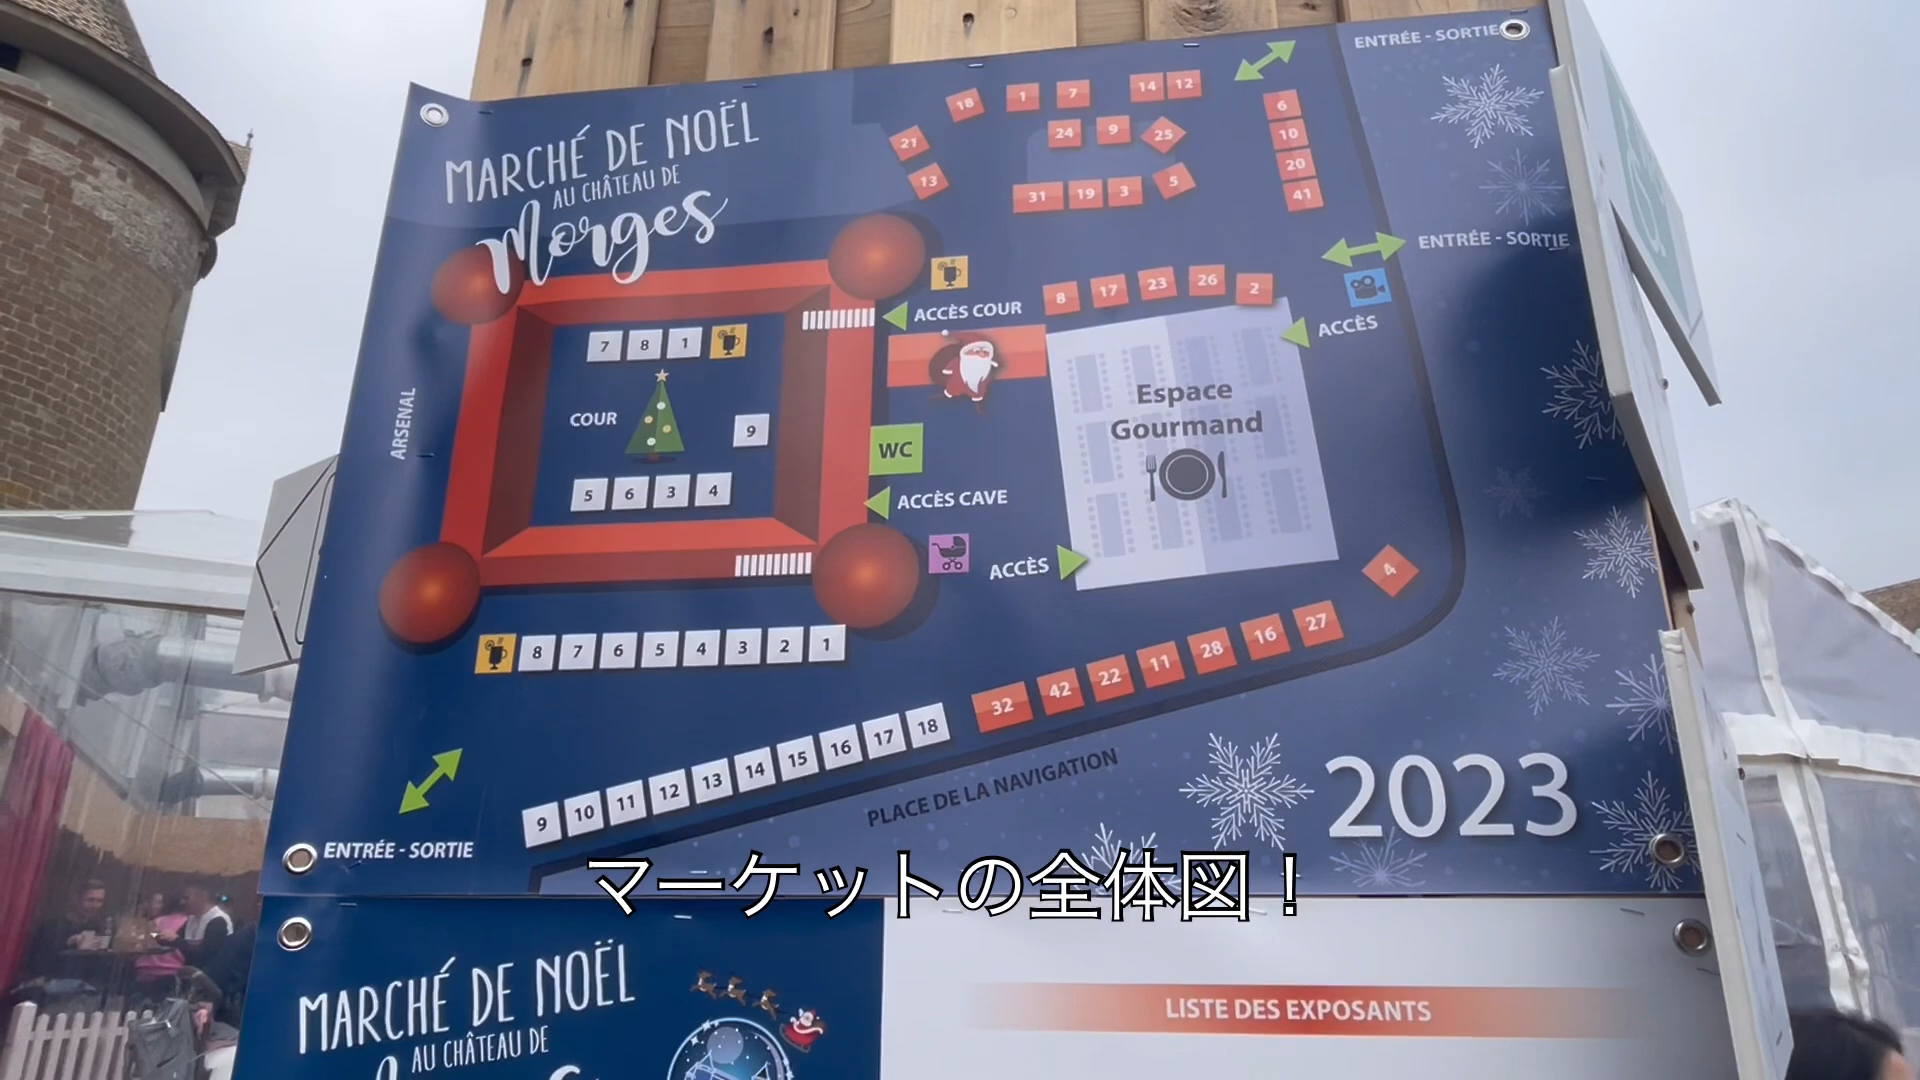 ENTRÉE - SORTIE
MARCHÉ DE NOËL
AU CHÂTEAU DE
Morges
18 1 7 14 12
6
21 24 9 25
10
13
20
31 19 3 5
41
ENTRÉE - SORTIE
ACCÈS COUR
8 17 23 26 2
ACCÈS
7 8 1
Espace
Gourmand
ARSENAL
COUR
9
WC
5 6 3 4
ACCÈS CAVE
ACCÈS
4
8 7 6 5 4 3 2 1
32 42 22 11 28 16 27
9 10 11 12 13 14 15 16 17 18
PLACE DE LA NAVIGATION
2023
ENTRÉE - SORTIE
マーケットの全体図！
MARCHÉ DE NOËL
AU CHÂTEAU DE
LISTE DES EXPOSANTS